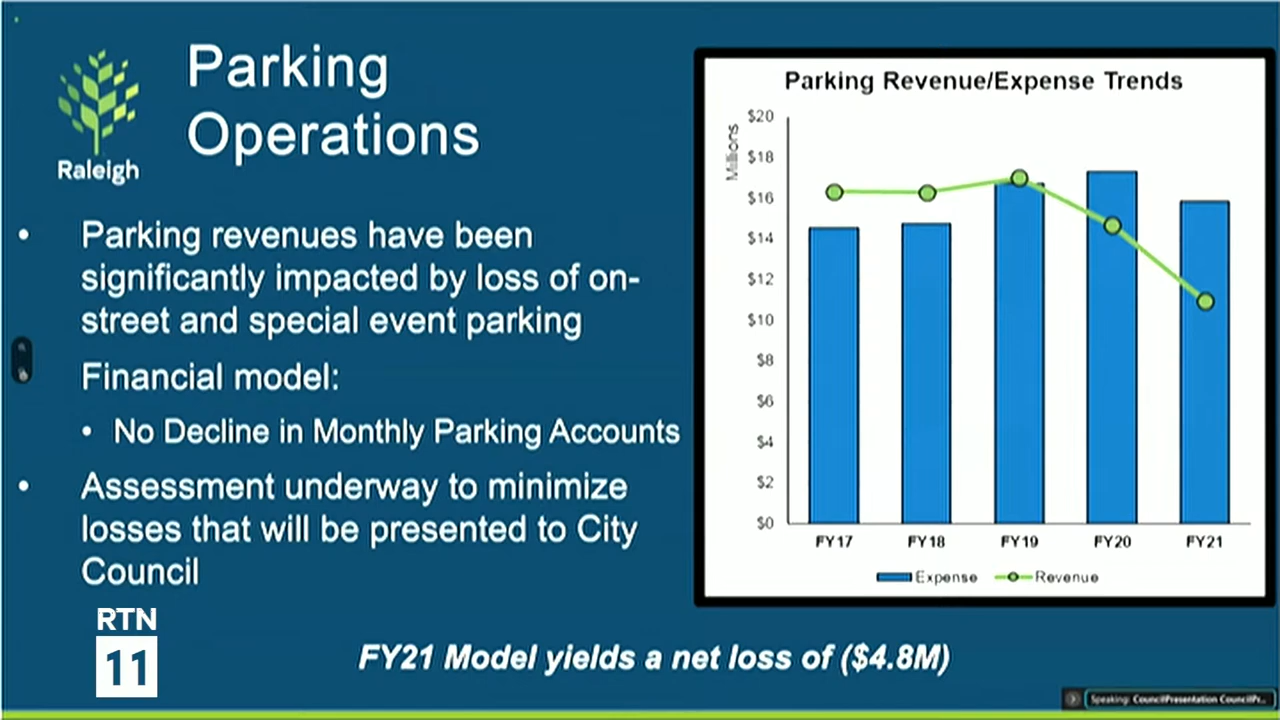 Parking
Operations
Raleigh
• Parking revenues have been
significantly impacted by loss of on-
street and special event parking
Financial model:
• No Decline in Monthly Parking Accounts
• Assessment underway to minimize
losses that will be presented to City
Council
Parking Revenue/Expense Trends
Millions
$20
$18
$16
$14
$12
$10
$8
$6
$4
$2
$0
FY17 FY18 FY19 FY20 FY21
Expense Revenue
RTN
11
FY21 Model yields a net loss of ($4.8M)
Speaking: CouncilPresentation CouncilPr...